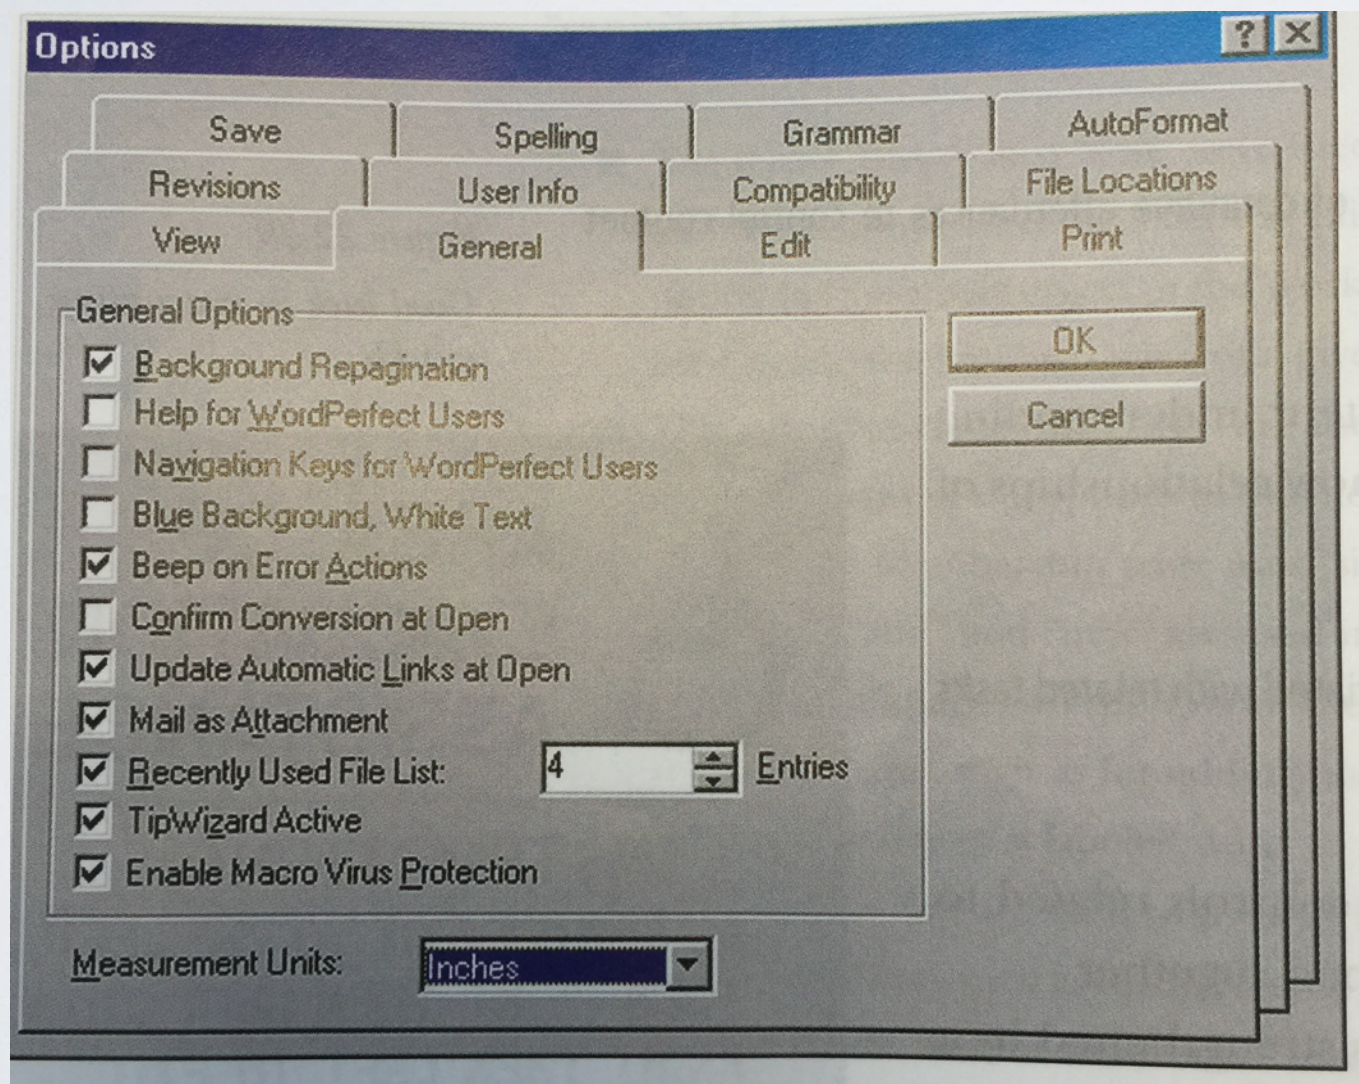 Options
Save Spelling Grammar AutoFormat
Revisions User Info Compatibility File Locations
View General Edit Print
General Options
Background Repagination
Help for WordPerfect Users
Navigation Keys for WordPerfect Users
Blue Background, White Text
Beep on Error Actions
Confirm Conversion at Open
Update Automatic Links at Open
Mail as Attachment
Recently Used File List: 4 Entries
TipWizard Active
Enable Macro Virus Protection
OK
Cancel
Measurement Units: Inches